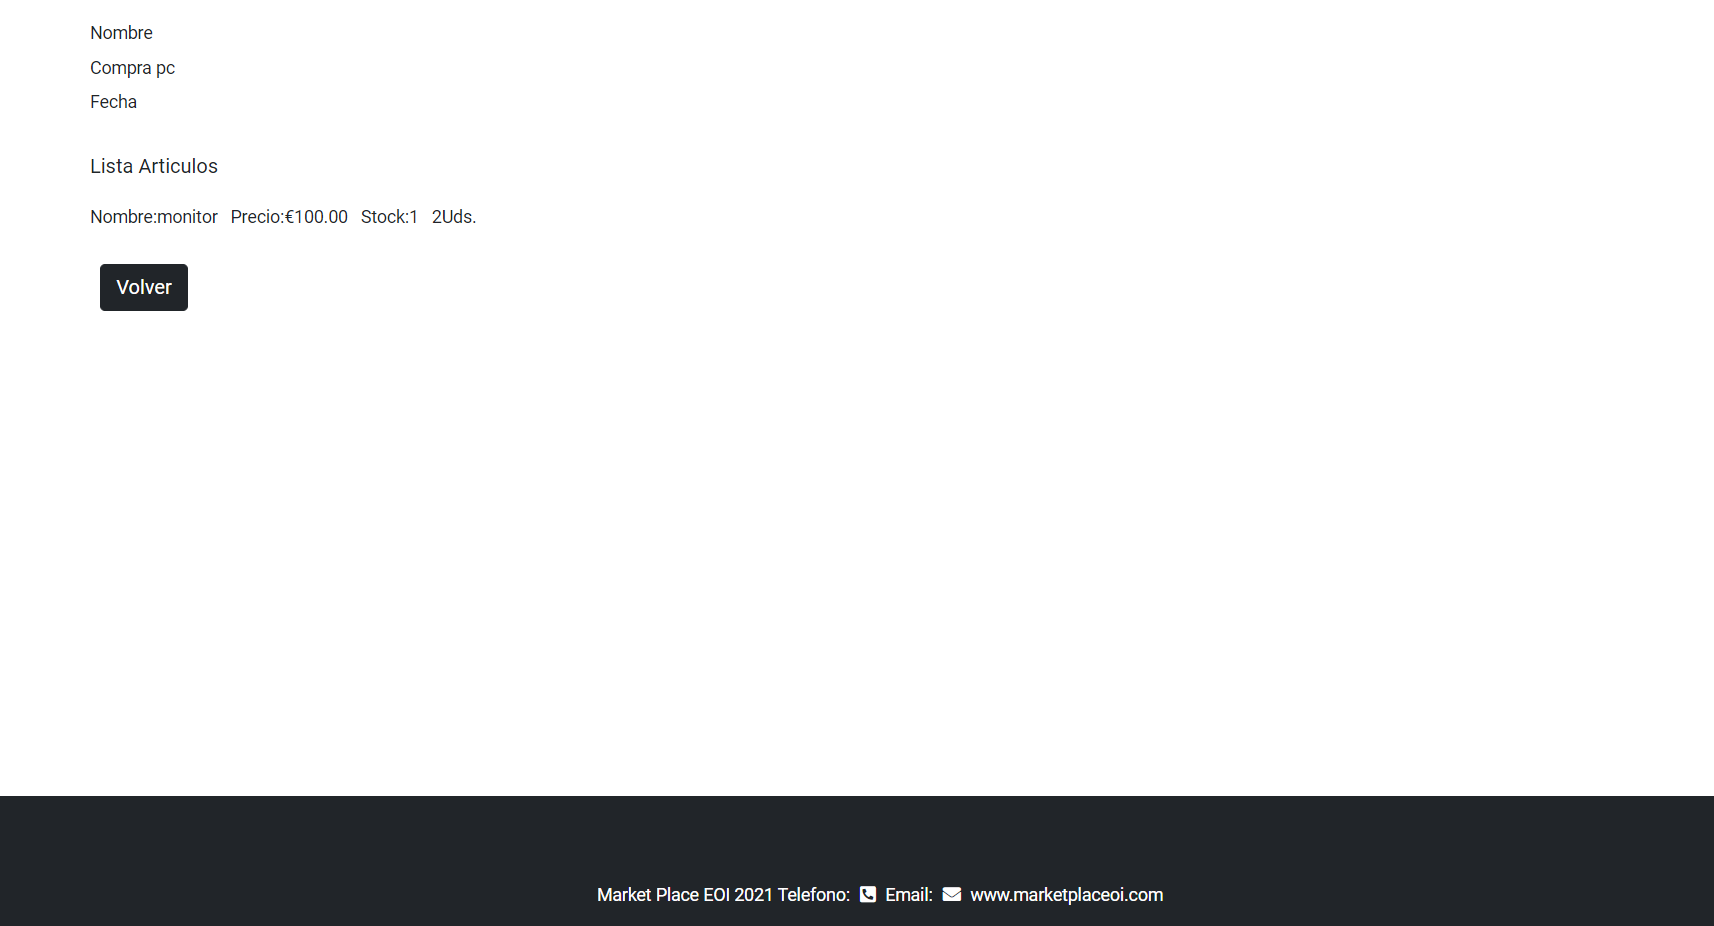 Nombre
Compra pc
Fecha
Lista Articulos
Nombre:monitor Precio:€100.00 Stock:1 2Uds.
Volver
Market Place EOI 2021 Telefono: Email: www.marketplaceoi.com